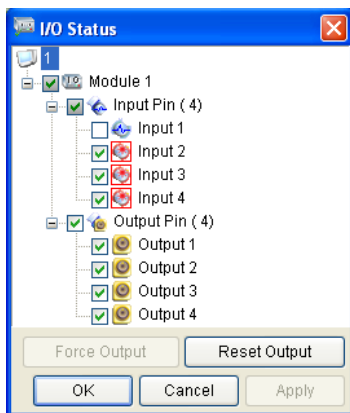 I/O Status
1
Module 1
Input Pin ( 4)
Input 1
Input 2
Input 3
Input 4
Output Pin ( 4)
Output 1
Output 2
Output 3
Output 4
Force Output Reset Output
OK Cancel Apply